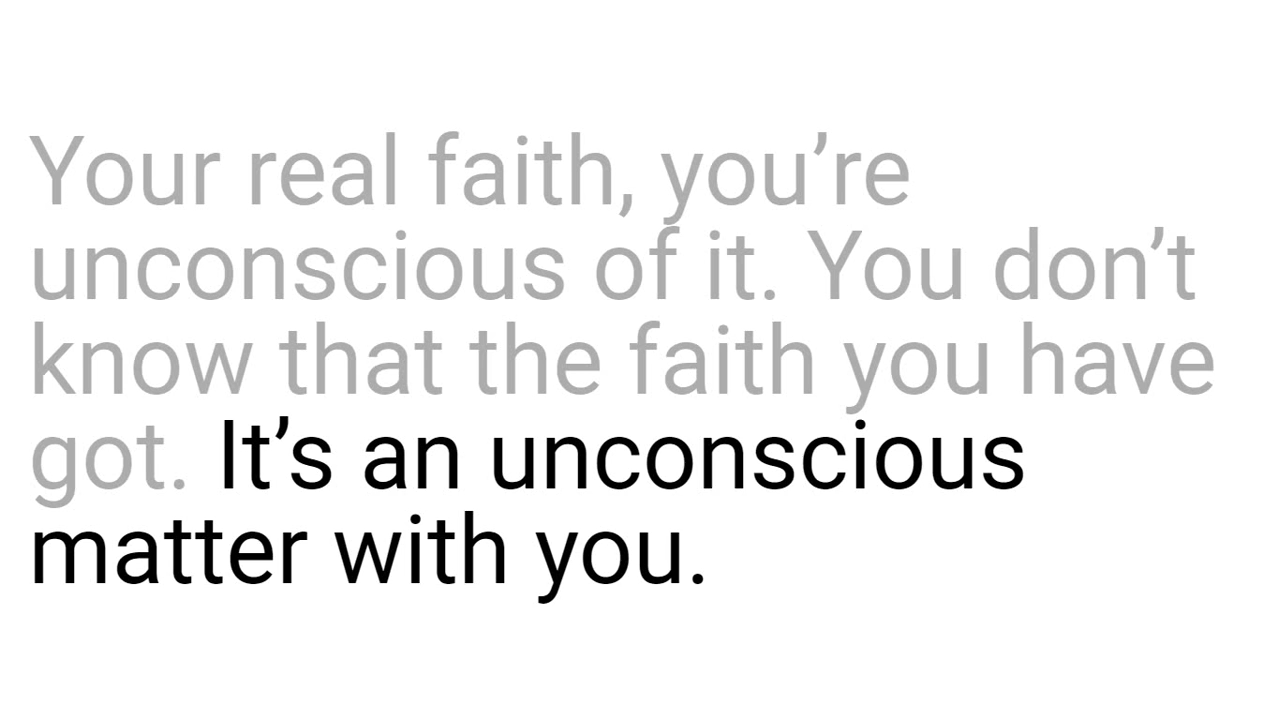 Your real faith, you’re
unconscious of it. You don’t
know that the faith you have
got. It’s an unconscious
matter with you.